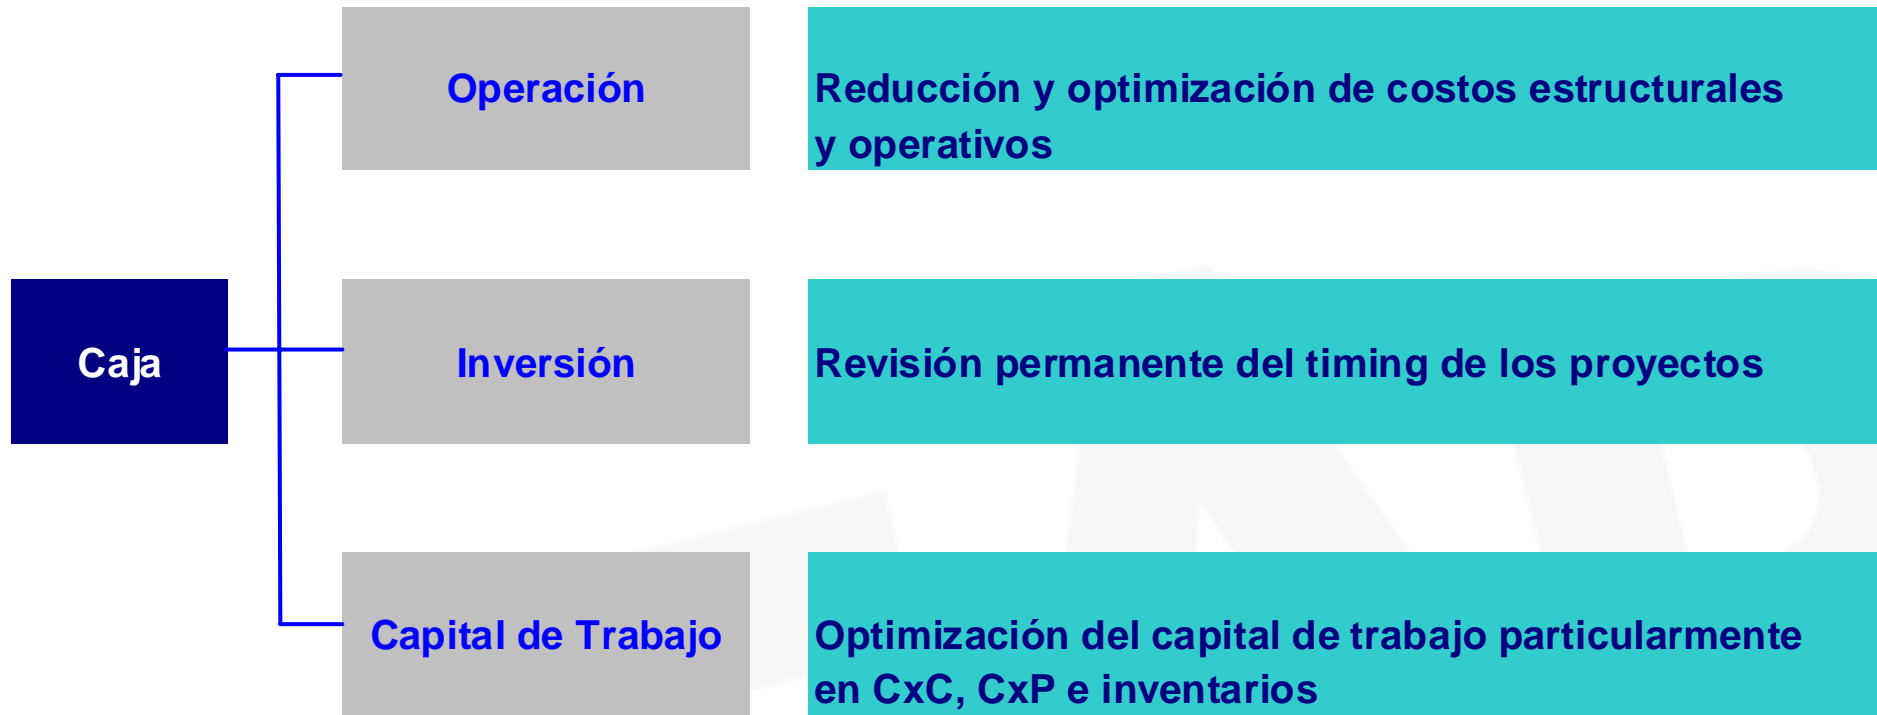 Operación
Reducción y optimización de costos estructurales
y operativos
Caja
Inversión
Revisión permanente del timing de los proyectos
Capital de Trabajo
Optimización del capital de trabajo particularmente
en CxC, CxP e inventarios